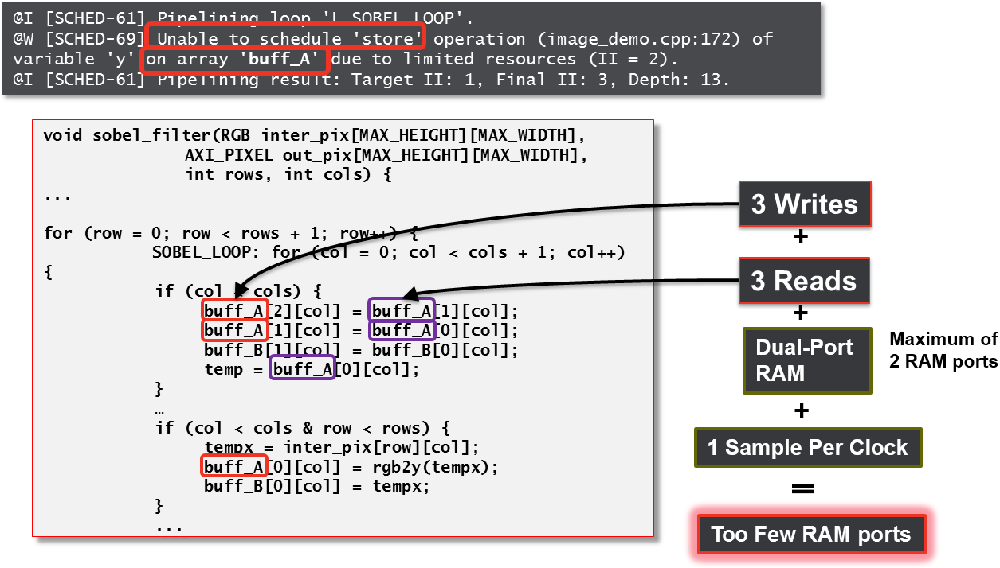 @I [SCHED-61] Pipelining loop 'L_SOBEL_LOOP'.
@W [SCHED-69] Unable to schedule 'store' operation (image_demo.cpp:172) of
variable 'y' on array 'buff_A' due to limited resources (II = 2).
@I [SCHED-61] Pipelining result: Target II: 1, Final II: 3, Depth: 13.
void sobel_filter(RGB inter_pix[MAX_HEIGHT][MAX_WIDTH],
AXI_PIXEL out_pix[MAX_HEIGHT][MAX_WIDTH],
int rows, int cols) {
...
for (row = 0; row < rows + 1; row++) {
SOBEL_LOOP: for (col = 0; col < cols + 1; col++)
{
if (col < cols) {
buff_A[2][col] = buff_A[1][col];
buff_A[1][col] = buff_A[0][col];
buff_B[1][col] = buff_B[0][col];
temp = buff_A[0][col];
}
…
if (col < cols & row < rows) {
tempx = inter_pix[row][col];
buff_A[0][col] = rgb2y(tempx);
buff_B[0][col] = tempx;
}
...
3 Writes
+
3 Reads
+
Dual-Port
RAM
Maximum of
2 RAM ports
+
1 Sample Per Clock
=
Too Few RAM ports